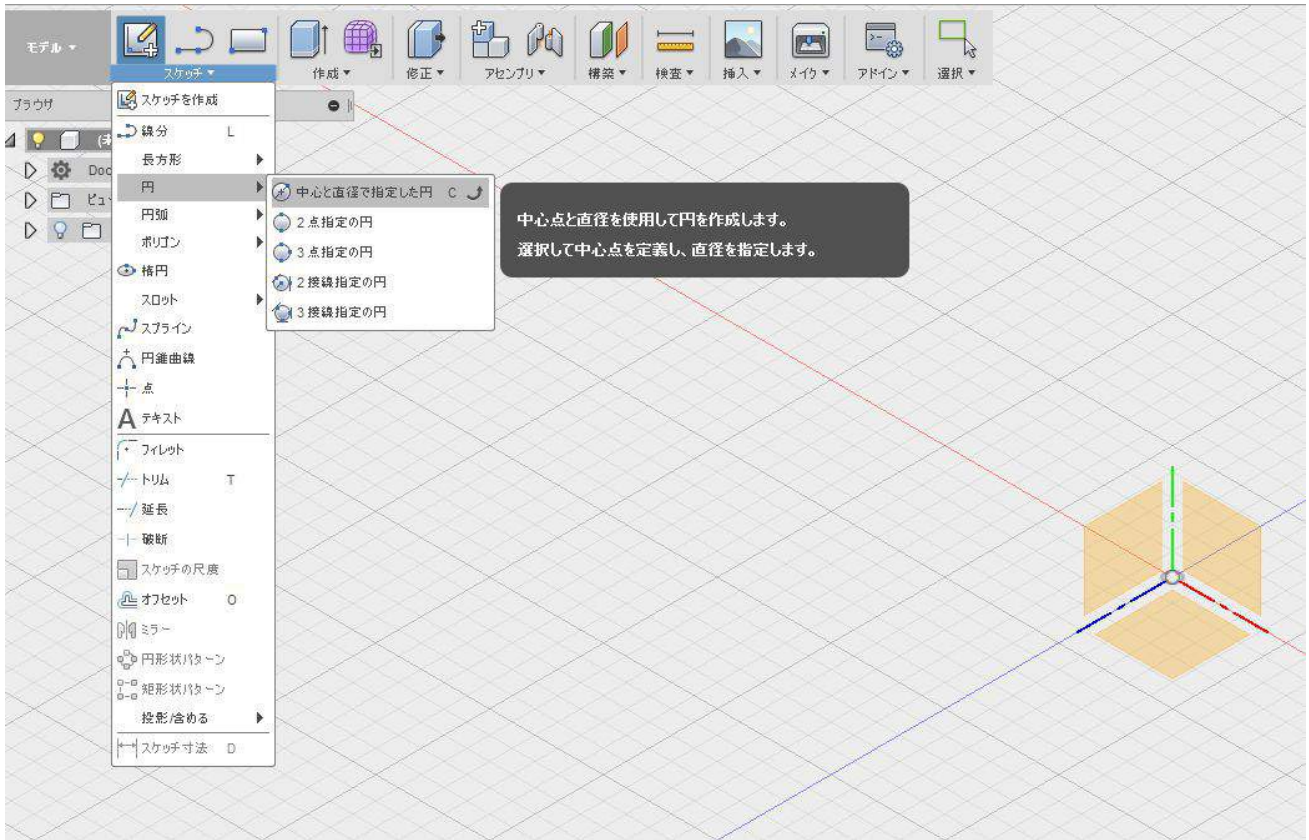 モデル
スケッチ
作成
修正
アセンブリ
構築
検査
挿入
メイク
アドイン
選択
ブラウザ
スケッチを作成
線分 L
長方形
円
円弧
ポリゴン
楕円
スロット
スプライン
円錐曲線
点
テキスト
フィレット
トリム T
延長
破断
スケッチの尺度
オフセット O
ミラー
円形状パターン
矩形状パターン
投影/含める
スケッチ寸法 D
中心と直径で指定した円 C
2 点指定の円
3 点指定の円
2 接線指定の円
3 接線指定の円
中心点と直径を使用して円を作成します。
選択して中心点を定義し、直径を指定します。
Doc
ビュ